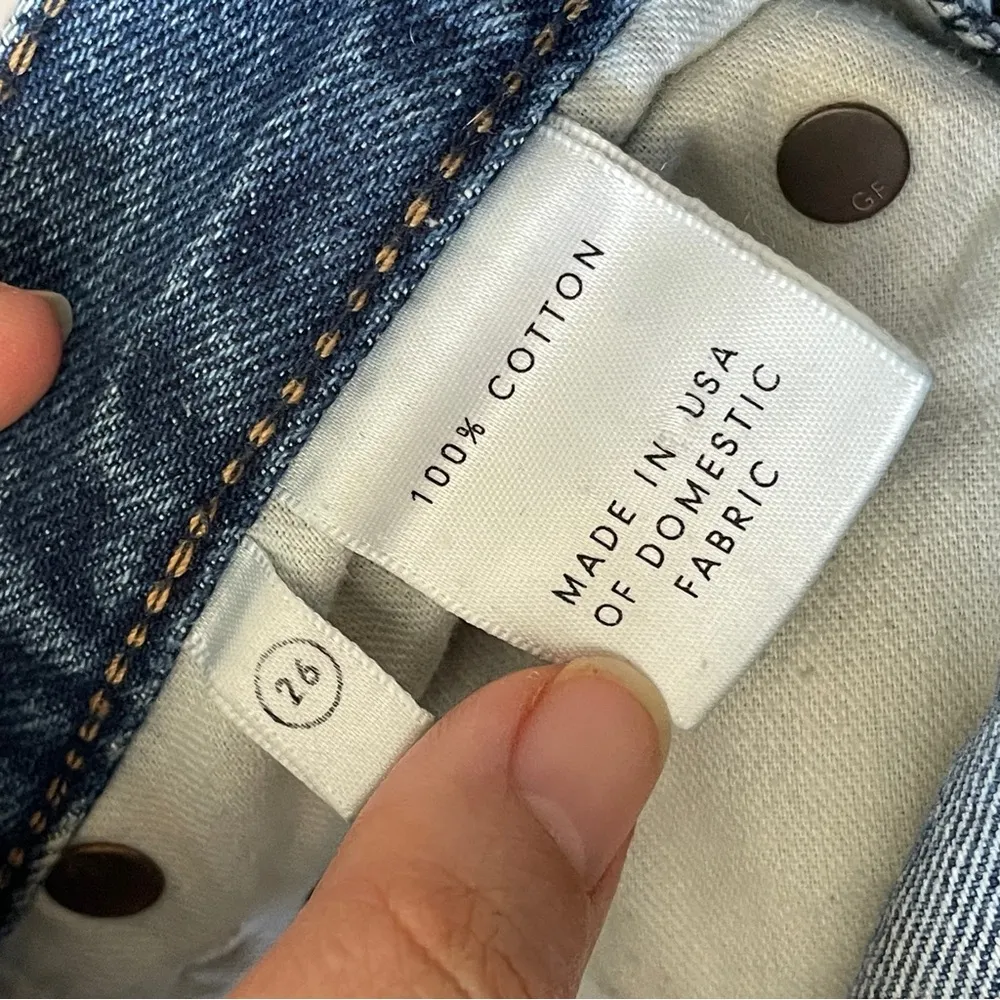 100% COTTON
MADE IN USA
OF DOMESTIC
FABRIC
26
GF